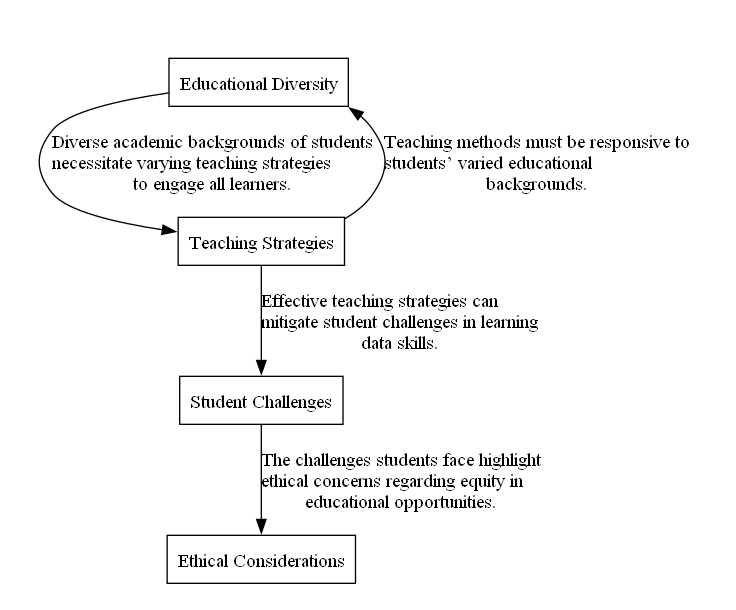 Educational Diversity
Diverse academic backgrounds of students
necessitate varying teaching strategies
to engage all learners.
Teaching methods must be responsive to
students’ varied educational
backgrounds.
Teaching Strategies
Effective teaching strategies can
mitigate student challenges in learning
data skills.
Student Challenges
The challenges students face highlight
ethical concerns regarding equity in
educational opportunities.
Ethical Considerations